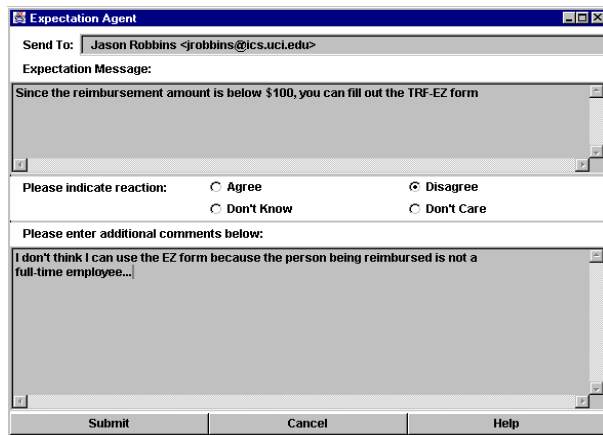 Expectation Agent
Send To: Jason Robbins <jrobbins@ics.uci.edu>
Expectation Message:
Since the reimbursement amount is below $100, you can fill out the TRF-EZ form
Please indicate reaction: Agree Disagree
Don't Know Don't Care
Please enter additional comments below:
I don't think I can use the EZ form because the person being reimbursed is not a
full-time employee...
Submit Cancel Help